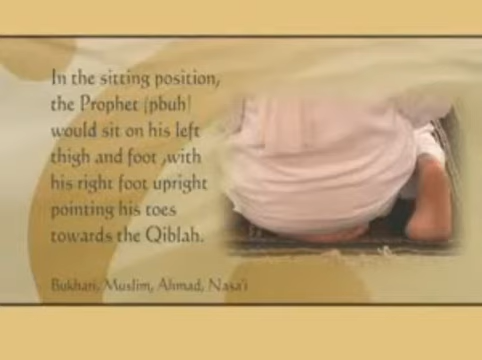 In the sitting position,
the Prophet (pbuh)
would sit on his left
thigh and foot ,with
his right foot upright
pointing his toes
towards the Qiblah.
Bukhari, Muslim, Ahmad, Nasa'i